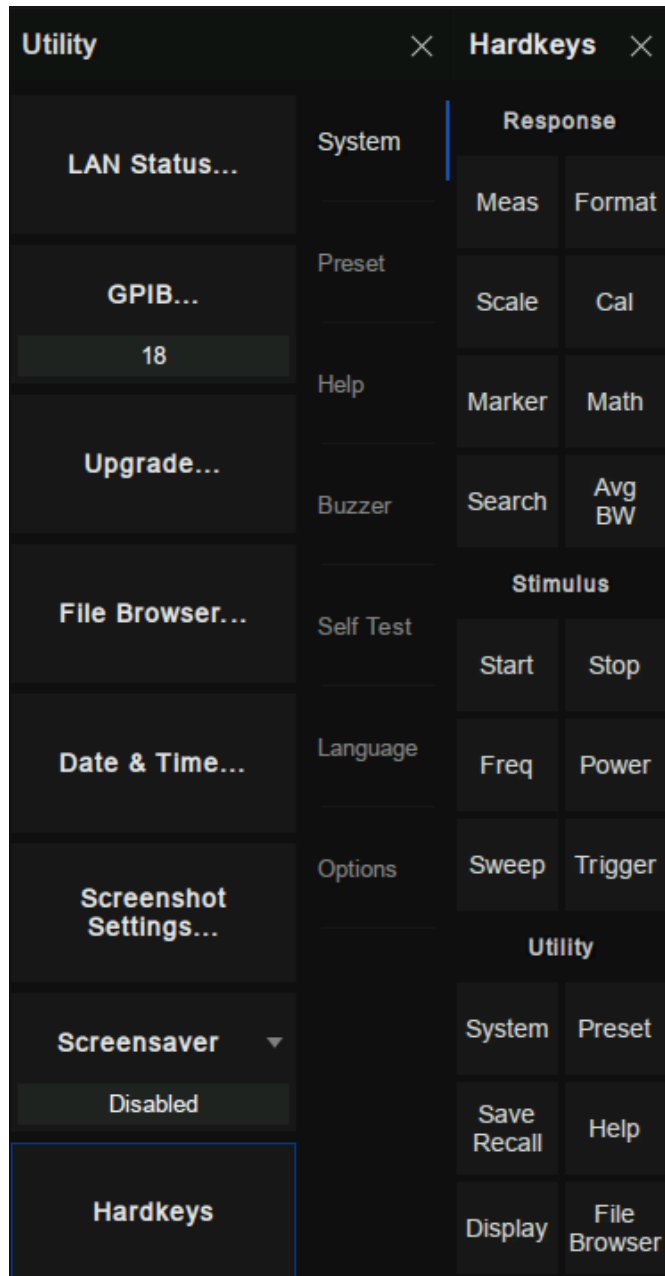 Utility
LAN Status...
GPIB...
18
Upgrade...
File Browser...
Date & Time...
Screenshot
Settings...
Screensaver
Disabled
Hardkeys
System
Preset
Help
Buzzer
Self Test
Language
Options
Hardkeys
Response
Meas Format
Scale Cal
Marker Math
Search Avg
BW
Stimulus
Start Stop
Freq Power
Sweep Trigger
Utility
System Preset
Save
Recall
Help
Display
File
Browser